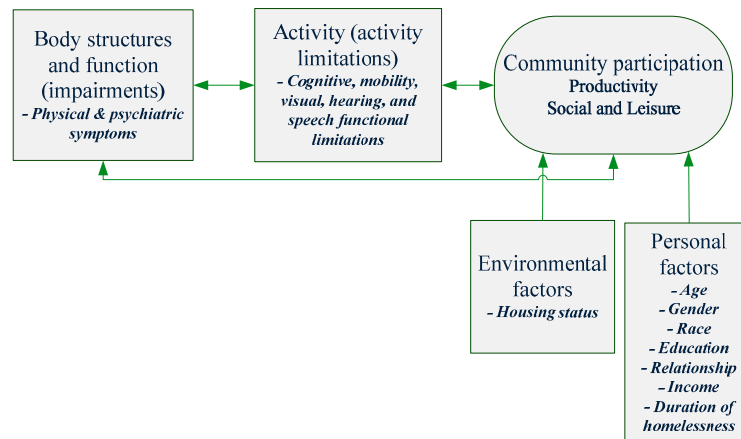 Body structures
and function
(impairments)
- Physical & psychiatric
symptoms
Activity (activity
limitations)
- Cognitive, mobility,
visual, hearing, and
speech functional
limitations
Community participation
Productivity
Social and Leisure
Environmental
factors
- Housing status
Personal
factors
- Age
- Gender
- Race
- Education
- Relationship
- Income
- Duration of
homelessness